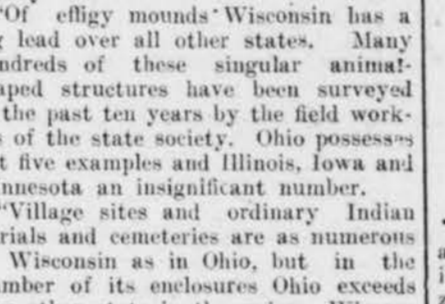 "Of effigy mounds Wisconsin has a
lead over all other states. Many
ndreds of these singular animal-
aped structures have been surveyed
the past ten years by the field work-
s of the state society. Ohio possesses
t five examples and Illinois, Iowa and
nnesota an insignificant number.
"Village sites and ordinary Indian
rials and cemeteries are as numerous
Wisconsin as in Ohio, but in the
mber of its enclosures Ohio exceeds